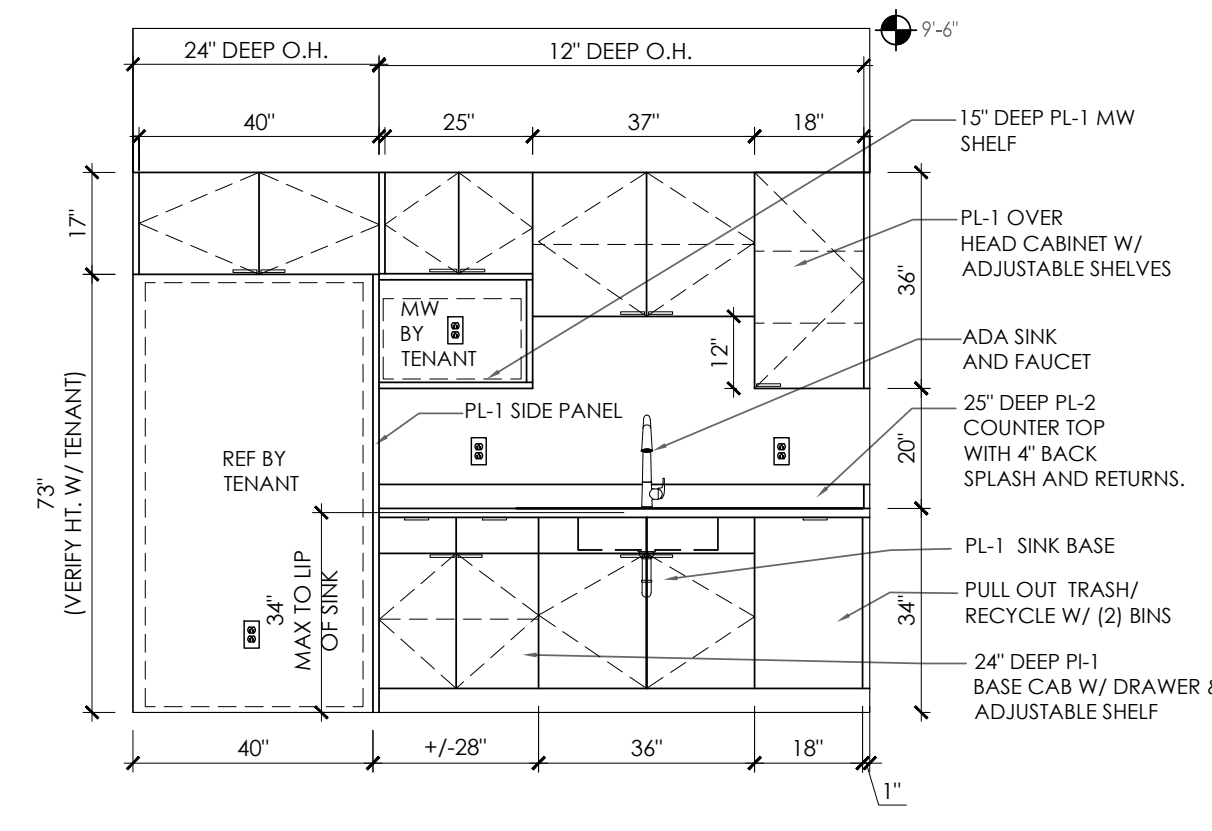 9'-6"
24" DEEP O.H.
12" DEEP O.H.
40"
25"
37"
18"
15" DEEP PL-1 MW
SHELF
17"
PL-1 OVER
HEAD CABINET W/
ADJUSTABLE SHELVES
36"
MW
BY
TENANT
12"
ADA SINK
AND FAUCET
PL-1 SIDE PANEL
25" DEEP PL-2
COUNTER TOP
WITH 4" BACK
SPLASH AND RETURNS.
20"
REF BY
TENANT
73"
(VERIFY HT. W/ TENANT)
34"
MAX TO LIP
OF SINK
PL-1 SINK BASE
PULL OUT TRASH/
RECYCLE W/ (2) BINS
34"
24" DEEP Pl-1
BASE CAB W/ DRAWER &
ADJUSTABLE SHELF
40"
+/-28"
36"
18"
1"